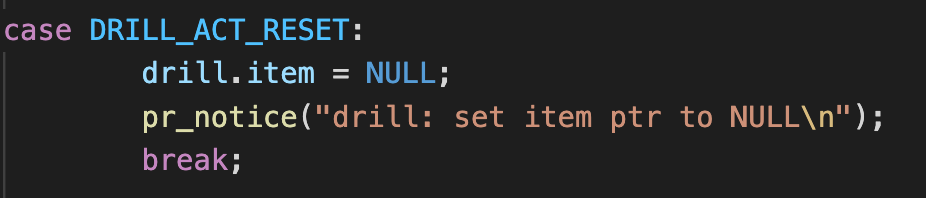 case DRILL_ACT_RESET:
drill.item = NULL;
pr_notice("drill: set item ptr to NULL\n");
break;